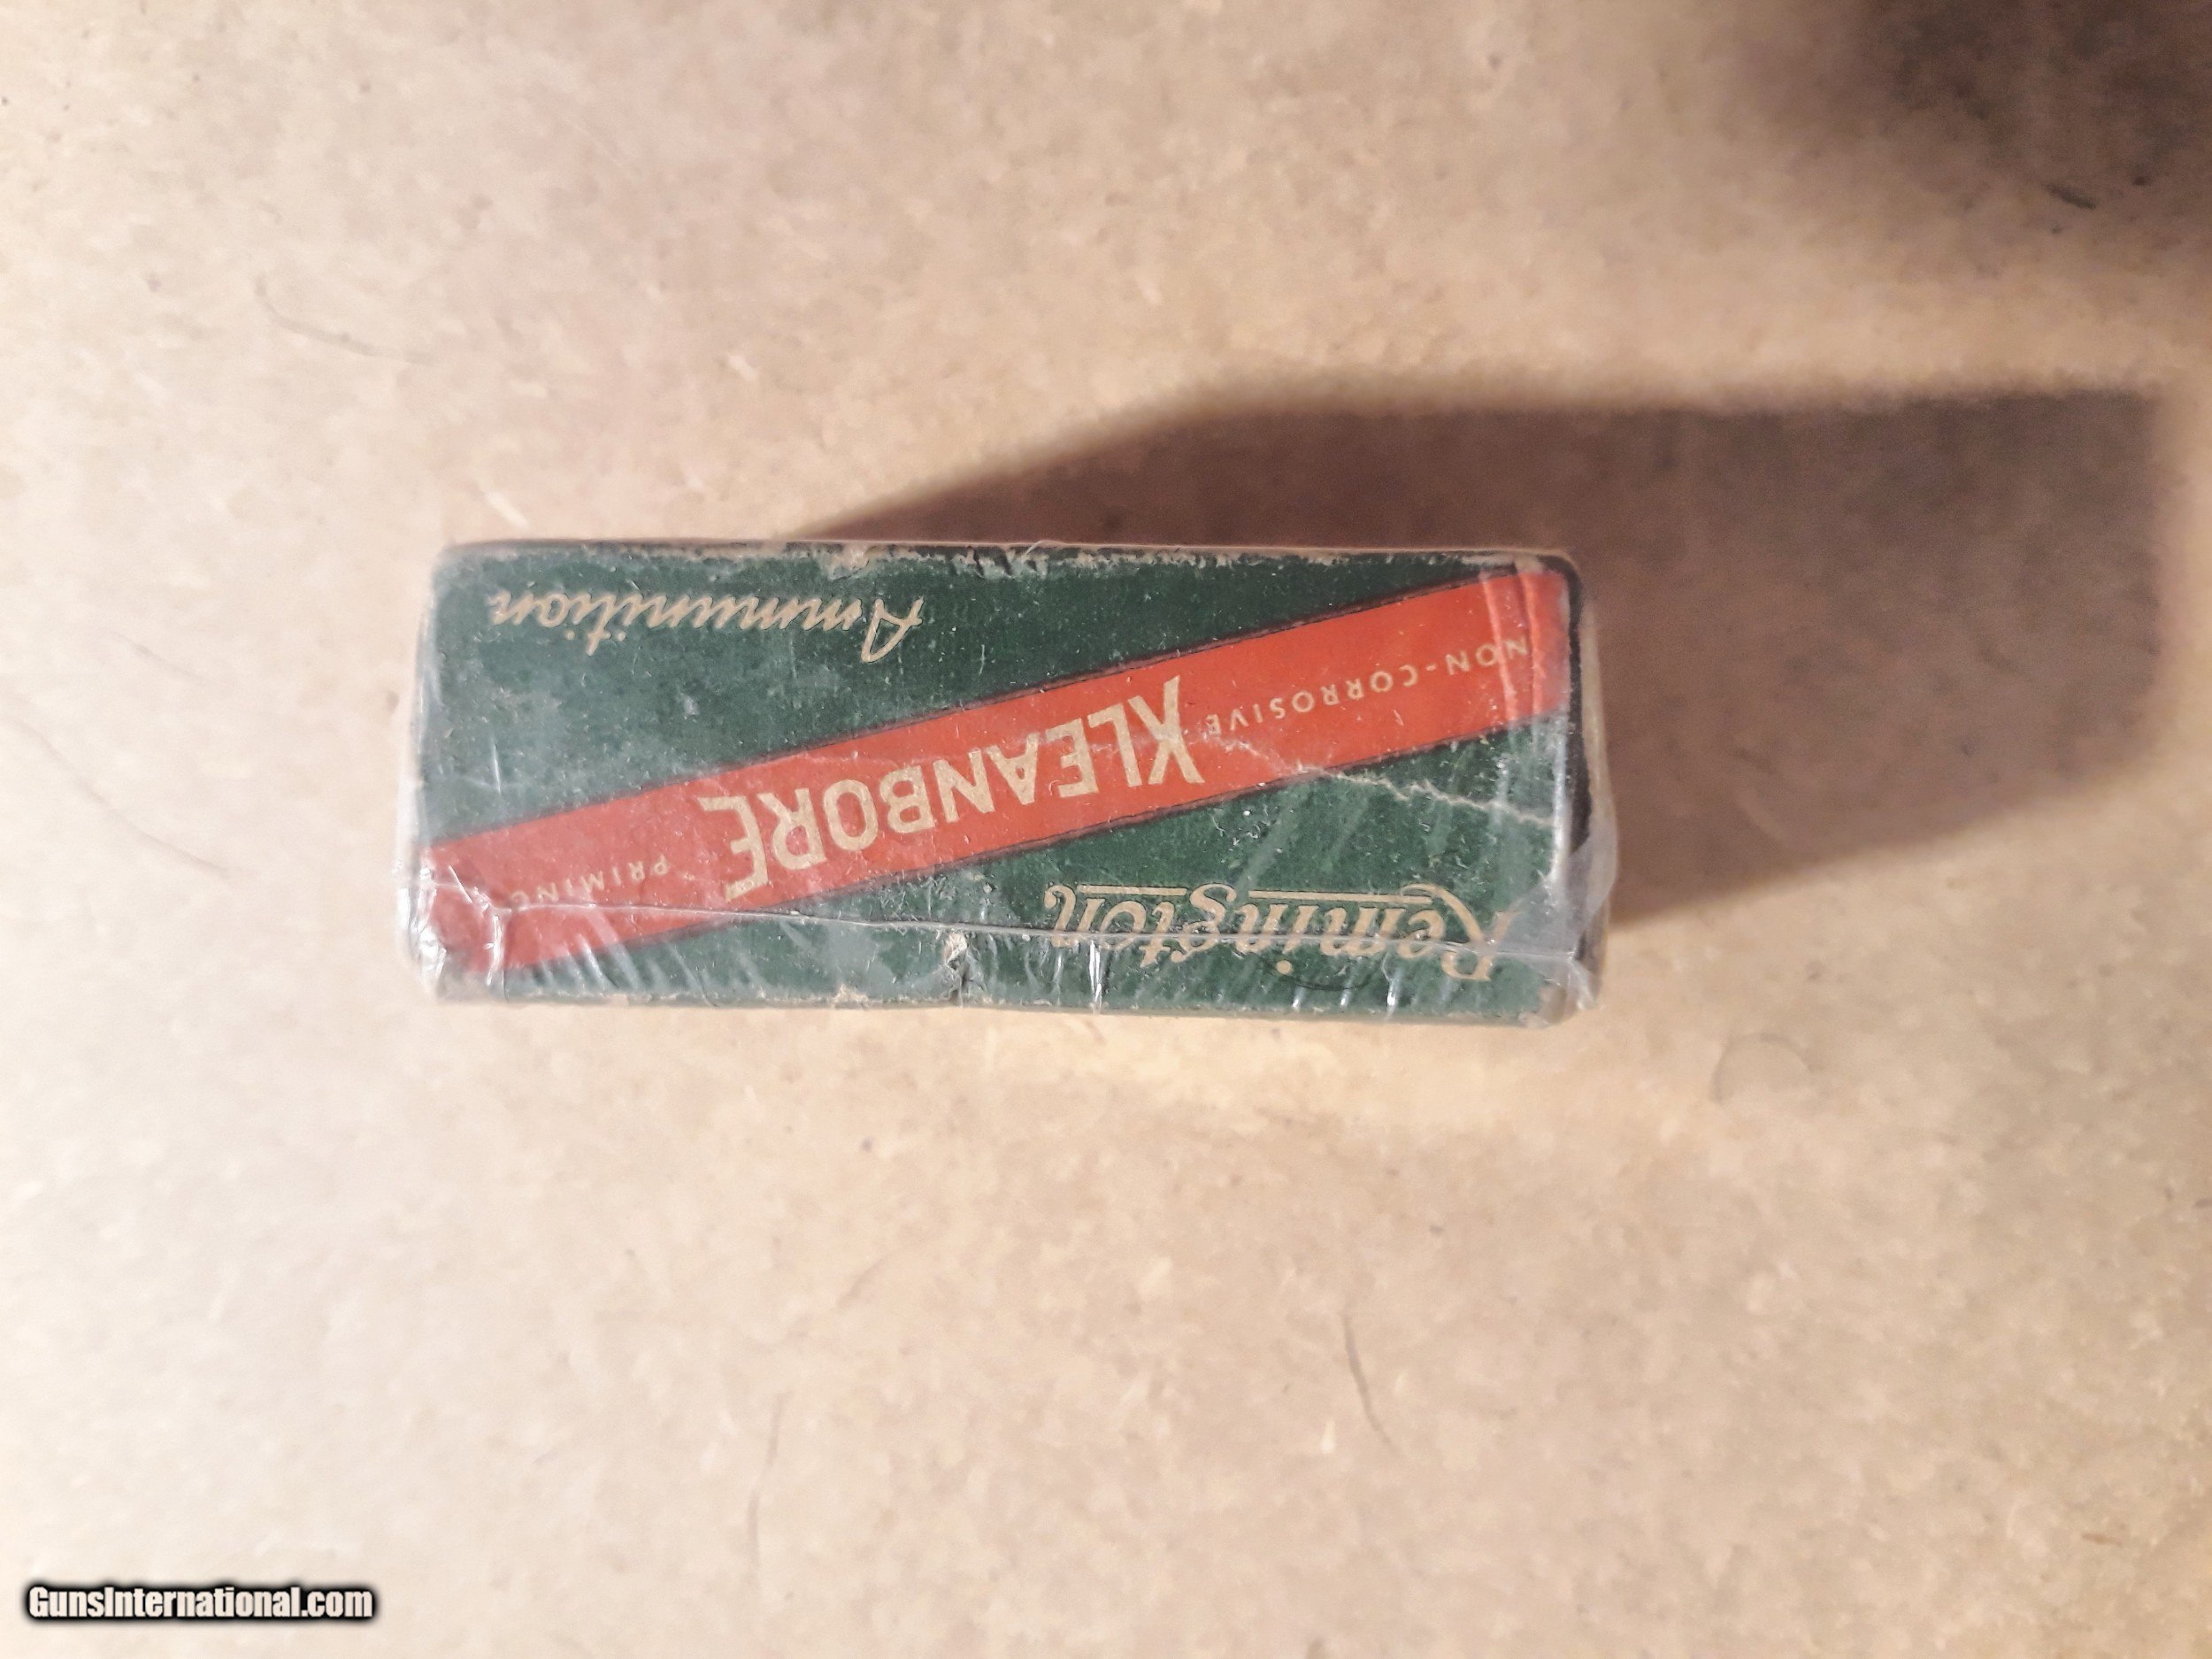 Remington
NON-CORROSIVE
KLEANBORE
PRIMING
Ammunition
GunsInternational.com